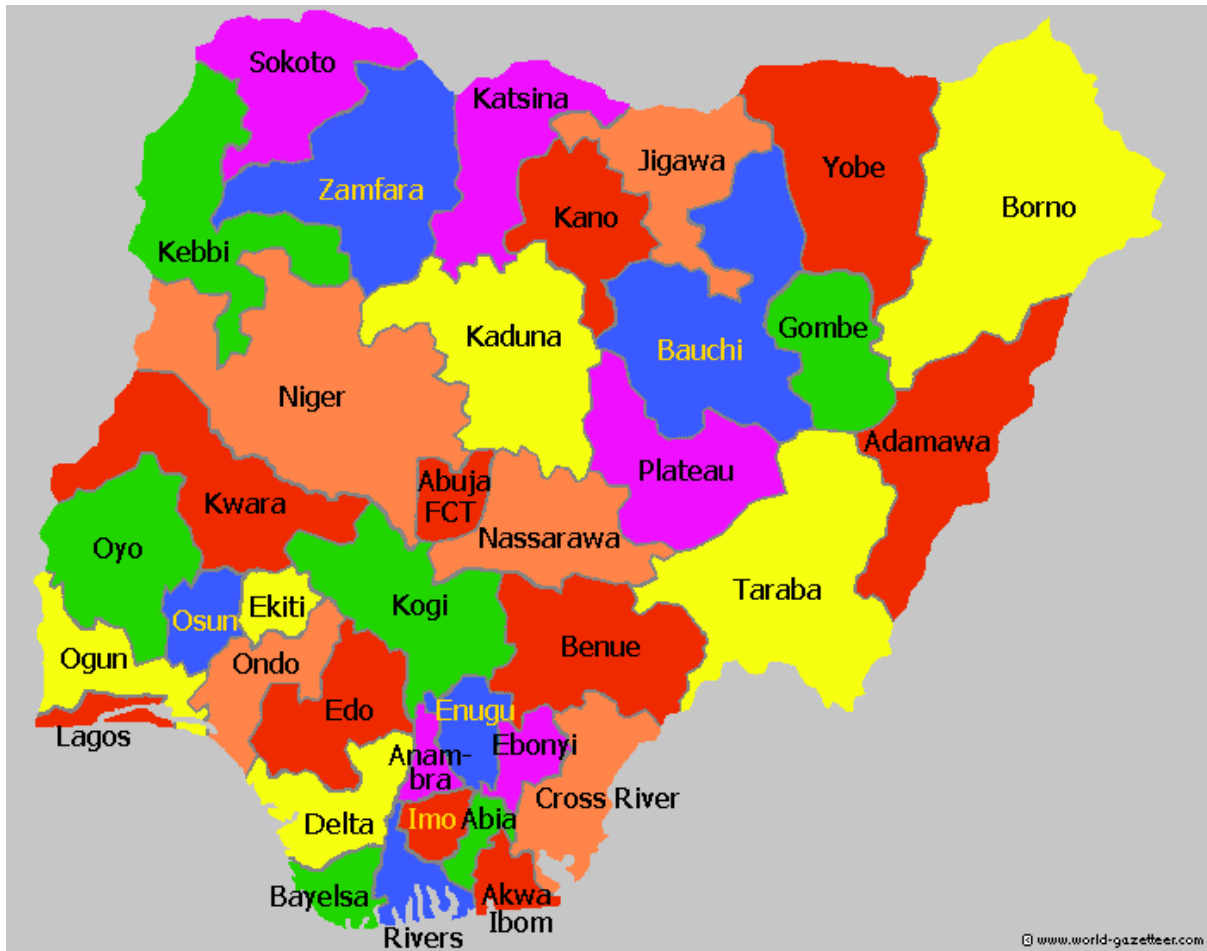 Sokoto
Katsina
Jigawa
Yobe
Zamfara
Borno
Kano
Kebbi
Gombe
Kaduna
Bauchi
Niger
Adamawa
Plateau
Abuja
FCT
Kwara
Nassarawa
Oyo
Taraba
Ekiti
Kogi
Osun
Benue
Ogun
Ondo
Edo
Enugu
Lagos
Ebonyi
Anam-
bra
Cross River
Delta
Imo
Abia
Bayelsa
Akwa
Ibom
Rivers
© www.world-gazetteer.com